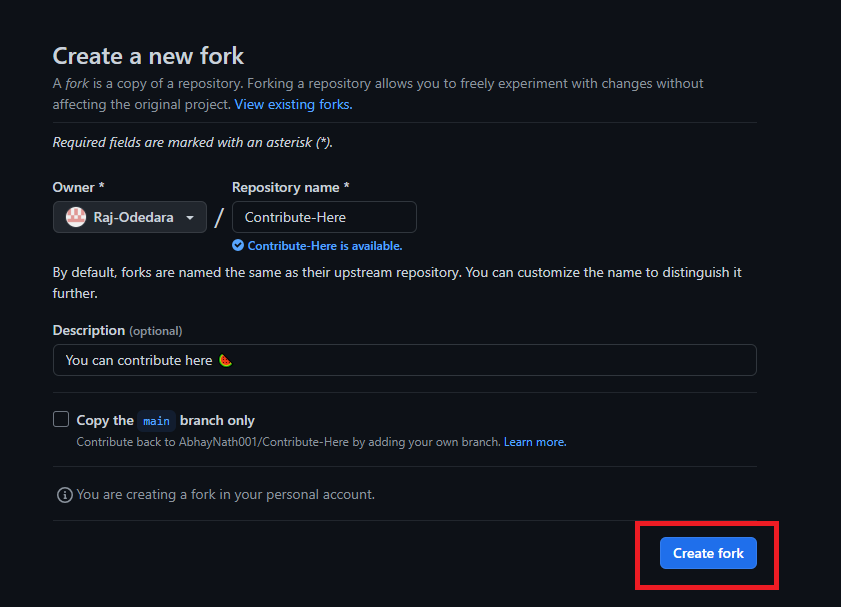 Create a new fork
A fork is a copy of a repository. Forking a repository allows you to freely experiment with changes without
affecting the original project. View existing forks.
Required fields are marked with an asterisk (*).
Owner * Repository name *
Raj-Odedara / Contribute-Here
Contribute-Here is available.
By default, forks are named the same as their upstream repository. You can customize the name to distinguish it
further.
Description (optional)
You can contribute here 🍉
Copy the main branch only
Contribute back to AbhayNath001/Contribute-Here by adding your own branch. Learn more.
You are creating a fork in your personal account.
Create fork